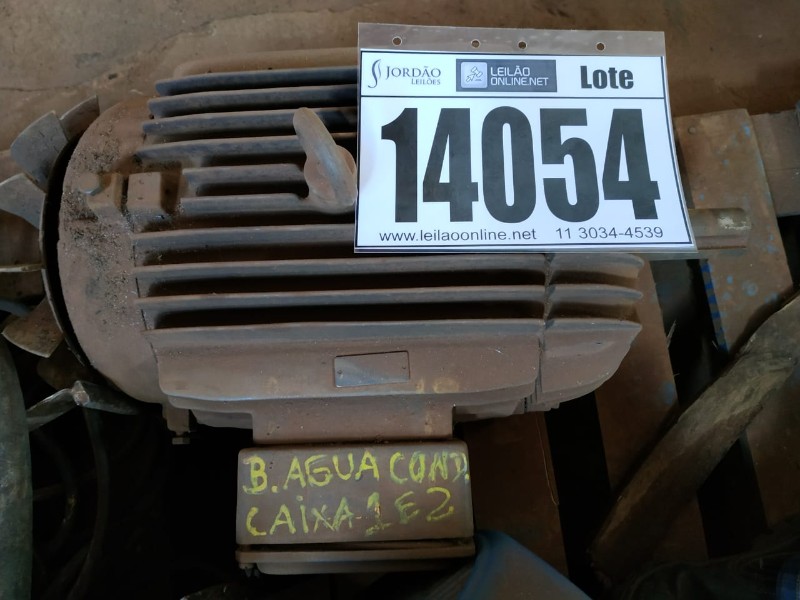 JORDÃO
LEILÕES
LEILÃO
ONLINE.NET
Lote
14054
www.leilaoonline.net 11 3034-4539
B. AGUA COND.
CAIXA 1 E 2